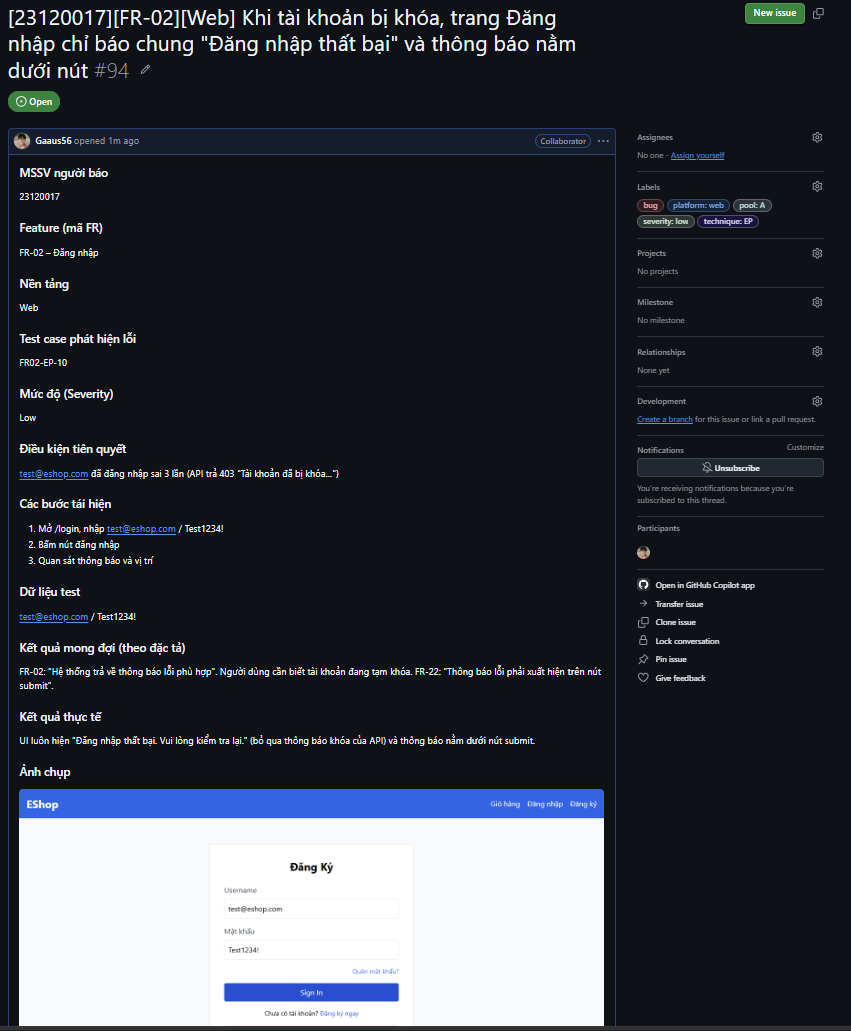 [23120017][FR-02][Web] Khi tài khoản bị khóa, trang Đăng
nhập chỉ báo chung "Đăng nhập thất bại" và thông báo nằm
dưới nút #94
New issue
Open
Gaaus56 opened 1m ago
Collaborator
MSSV người báo
23120017
Feature (mã FR)
FR-02 – Đăng nhập
Nền tảng
Web
Test case phát hiện lỗi
FR02-EP-10
Mức độ (Severity)
Low
Điều kiện tiên quyết
test@eshop.com đã đăng nhập sai 3 lần (API trả 403 "Tài khoản đã bị khóa...")
Các bước tái hiện
1. Mở /login, nhập test@eshop.com / Test1234!
2. Bấm nút đăng nhập
3. Quan sát thông báo và vị trí
Dữ liệu test
test@eshop.com / Test1234!
Kết quả mong đợi (theo đặc tả)
FR-02: "Hệ thống trả về thông báo lỗi phù hợp". Người dùng cần biết tài khoản đang tạm khóa. FR-22: "Thông báo lỗi phải xuất hiện trên nút
submit".
Kết quả thực tế
UI luôn hiện "Đăng nhập thất bại. Vui lòng kiểm tra lại." (bỏ qua thông báo khóa của API) và thông báo nằm dưới nút submit.
Ảnh chụp
EShop
Giỏ hàng Đăng nhập Đăng ký
Đăng Ký
Username
test@eshop.com
Mật khẩu
Test1234!
Quên mật khẩu?
Sign In
Chưa có tài khoản? Đăng ký ngay
Assignees
No one - Assign yourself
Labels
bug platform: web pool: A
severity: low technique: EP
Projects
No projects
Milestone
No milestone
Relationships
None yet
Development
Create a branch for this issue or link a pull request.
Notifications
Customize
Unsubscribe
You're receiving notifications because you're
subscribed to this thread.
Participants
Open in GitHub Copilot app
Transfer issue
Clone issue
Lock conversation
Pin issue
Give feedback